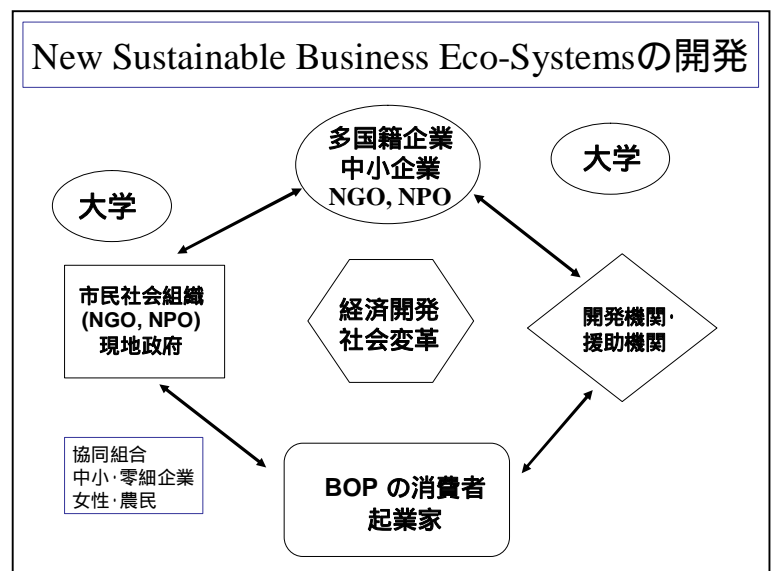 New Sustainable Business Eco-Systemsの開発
多国籍企業
中小企業
NGO, NPO
大学
大学
市民社会組織
(NGO, NPO)
現地政府
経済開発
社会変革
開発機関·
援助機関
協同組合
中小·零細企業
女性·農民
BOP の消費者
起業家